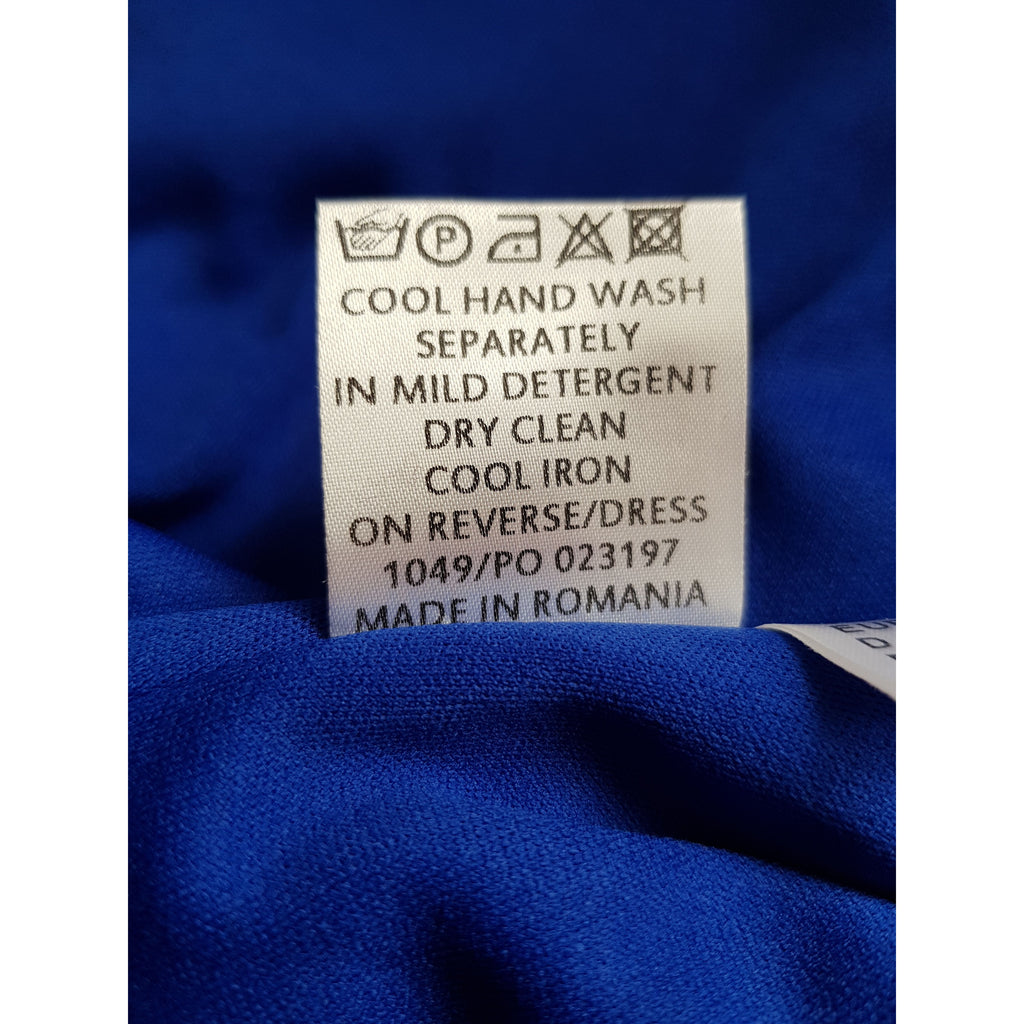 P
COOL HAND WASH
SEPARATELY
IN MILD DETERGENT
DRY CLEAN
COOL IRON
ON REVERSE/DRESS
1049/PO 023197
MADE IN ROMANIA
D